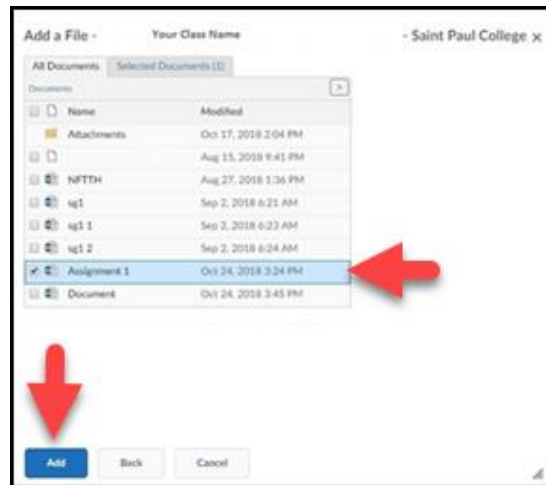 Add a File - Your Class Name - Saint Paul College x
All Documents Selected Documents (1)
Documents >
Name Modified
Attachments Oct 17, 2018 2:04 PM
Aug 15, 2018 9:41 PM
NFTTH Aug 27, 2018 1:36 PM
sg1 Sep 2, 2018 6:21 AM
sg1 1 Sep 2, 2018 6:23 AM
sg1 2 Sep 2, 2018 6:24 AM
Assignment 1 Oct 24, 2018 3:24 PM
Document Oct 24, 2018 3:45 PM
Add Back Cancel